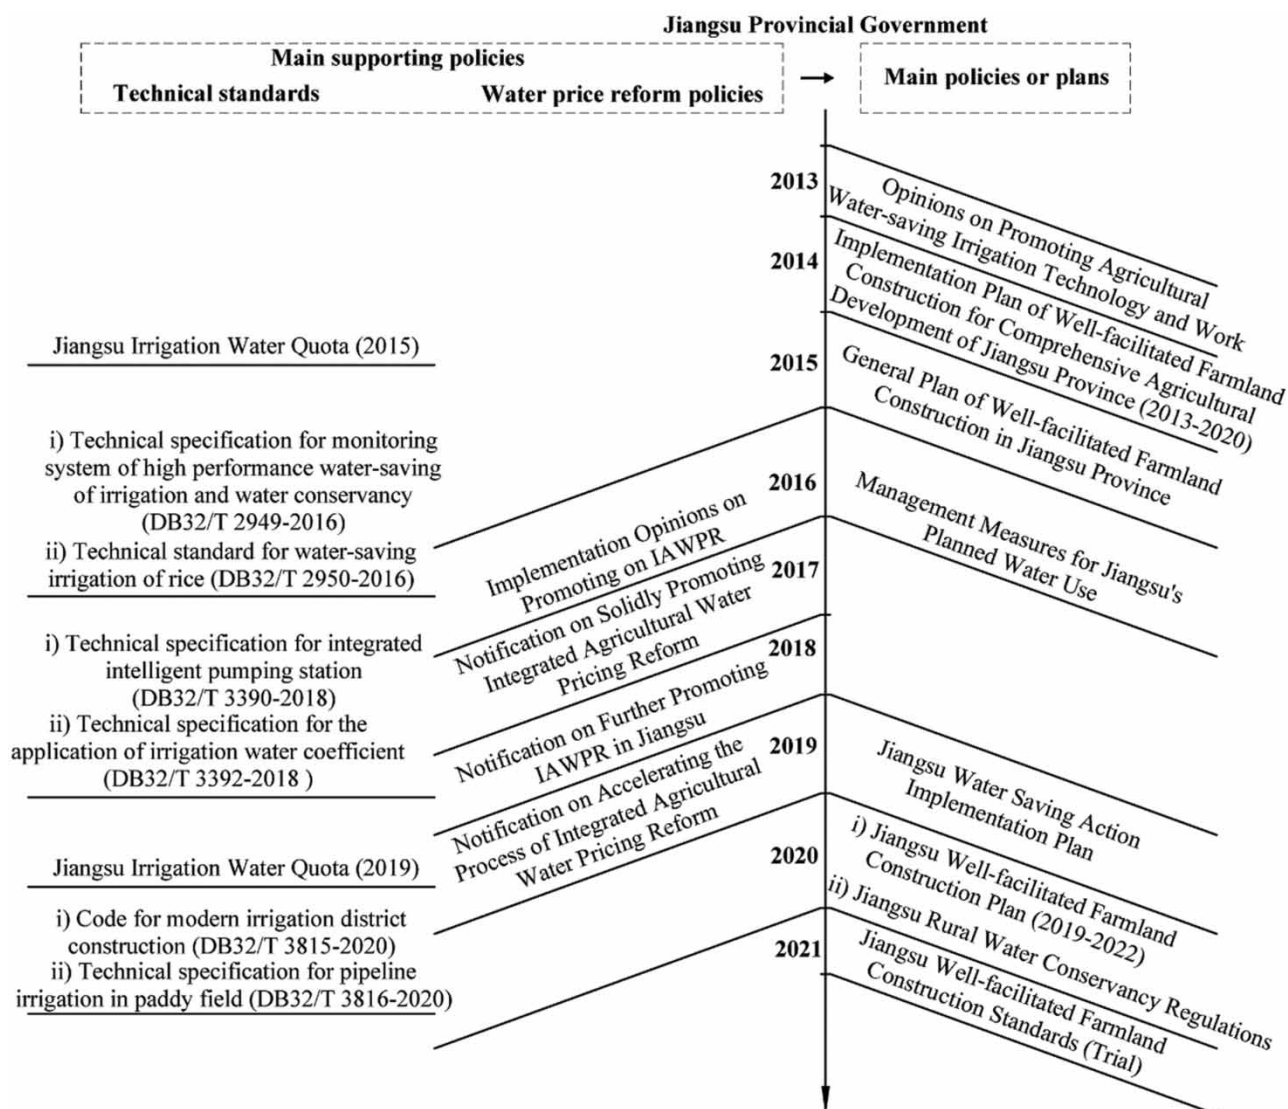 Jiangsu Provincial Government
Main supporting policies
Technical standards
Water price reform policies
Main policies or plans
Jiangsu Irrigation Water Quota (2015)
i) Technical specification for monitoring
system of high performance water-saving
of irrigation and water conservancy
(DB32/T 2949-2016)
ii) Technical standard for water-saving
irrigation of rice (DB32/T 2950-2016)
i) Technical specification for integrated
intelligent pumping station
(DB32/T 3390-2018)
ii) Technical specification for the
application of irrigation water coefficient
(DB32/T 3392-2018 )
Jiangsu Irrigation Water Quota (2019)
i) Code for modern irrigation district
construction (DB32/T 3815-2020)
ii) Technical specification for pipeline
irrigation in paddy field (DB32/T 3816-2020)
Implementation Opinions on
Promoting on IAWPR
Notification on Solidly Promoting
Integrated Agricultural Water
Pricing Reform
Notification on Further Promoting
IAWPR in Jiangsu
Notification on Accelerating the
Process of Integrated Agricultural
Water Pricing Reform
2013
2014
2015
2016
2017
2018
2019
2020
2021
Opinions on Promoting Agricultural
Water-saving Irrigation Technology and Work
Implementation Plan of Well-facilitated Farmland
Construction for Comprehensive Agricultural
Development of Jiangsu Province (2013-2020)
General Plan of Well-facilitated Farmland
Construction in Jiangsu Province
Management Measures for Jiangsu's
Planned Water Use
Jiangsu Water Saving Action
Implementation Plan
i) Jiangsu Well-facilitated Farmland
Construction Plan (2019-2022)
ii) Jiangsu Rural Water Conservancy Regulations
Jiangsu Well-facilitated Farmland
Construction Standards (Trial)